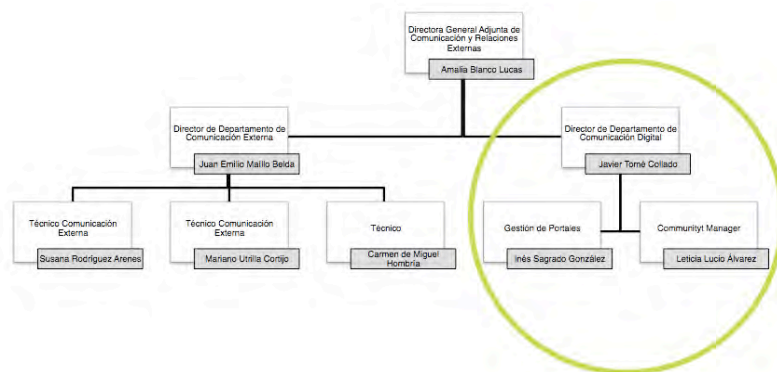 Directora General Adjunta de
Comunicación y Relaciones
Externas
Amalia Blanco Lucas
Director de Departamento de
Comunicación Externa
Juan Emilio Maíllo Belda
Director de Departamento de
Comunicación Digital
Javier Tomé Collado
Técnico Comunicación
Externa
Susana Rodríguez Arenes
Técnico Comunicación
Externa
Mariano Utrilla Cortijo
Técnico
Carmen de Miguel
Hombría
Gestión de Portales
Inés Sagrado González
Communityt Manager
Leticia Lucio Álvarez